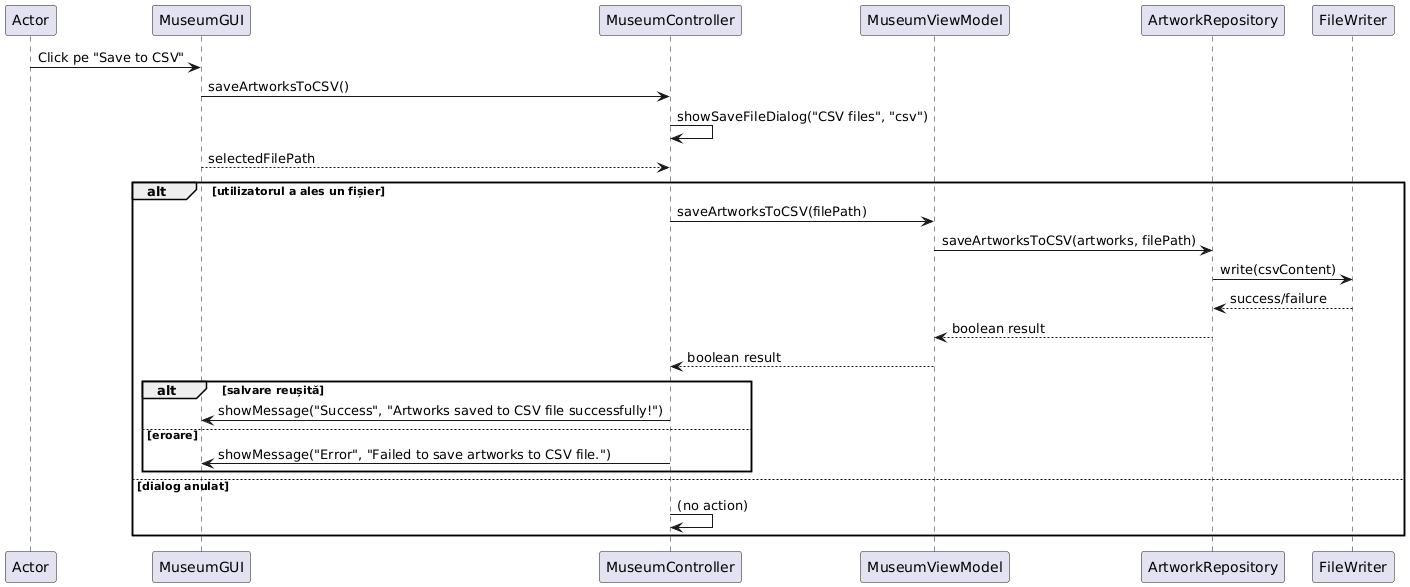 Actor MuseumGUI MuseumController MuseumViewModel ArtworkRepository FileWriter
Click pe "Save to CSV"
saveArtworksToCSV()
showSaveFileDialog("CSV files", "csv")
selectedFilePath
alt [utilizatorul a ales un fișier]
saveArtworksToCSV(filePath)
saveArtworksToCSV(artworks, filePath)
write(csvContent)
success/failure
boolean result
boolean result
alt [salvare reușită]
showMessage("Success", "Artworks saved to CSV file successfully!")
[eroare]
showMessage("Error", "Failed to save artworks to CSV file.")
[dialog anulat]
(no action)
Actor MuseumGUI MuseumController MuseumViewModel ArtworkRepository FileWriter